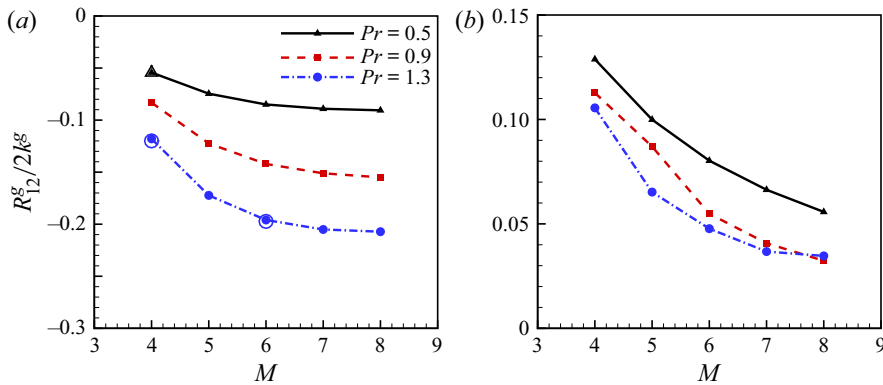 (a)
0
–0.1
–0.2
–0.3
R^g_12/2k^g
3 4 5 6 7 8 9
M
Pr = 0.5
Pr = 0.9
Pr = 1.3
(b)
0.15
0.10
0.05
0
3 4 5 6 7 8 9
M